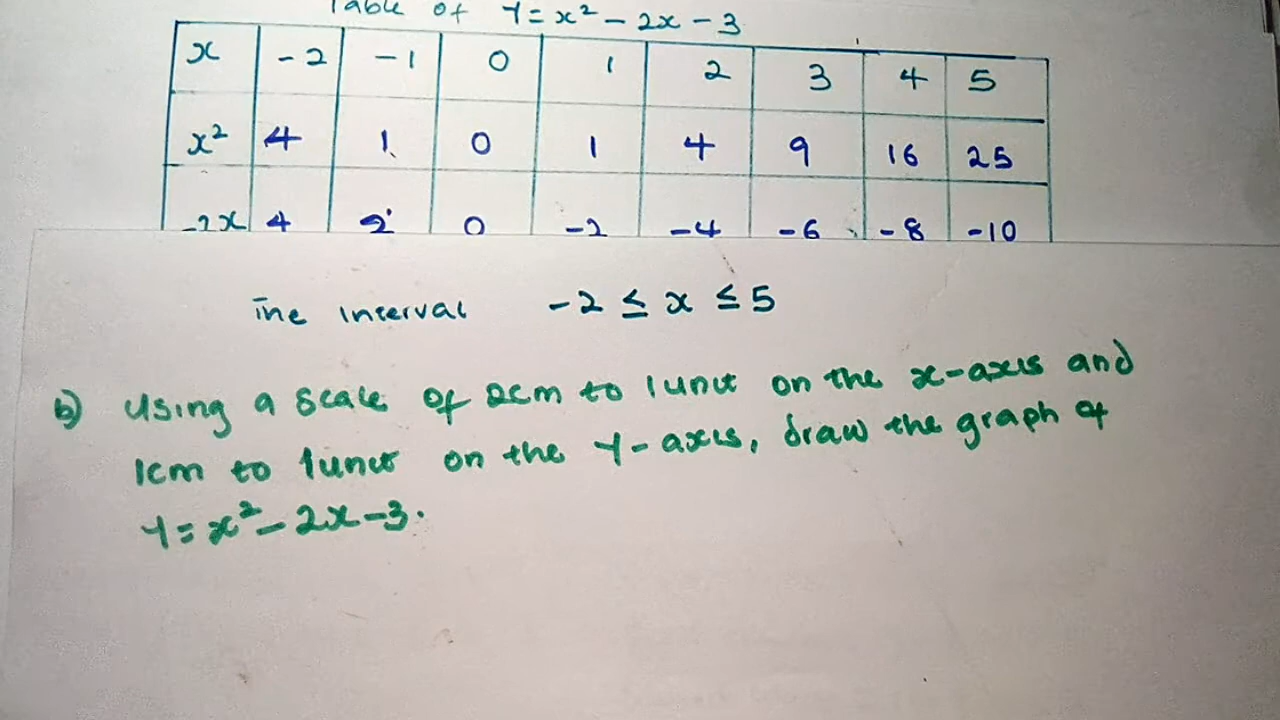 Table of Y = x² - 2x - 3
x -2 -1 0 1 2 3 4 5
x² 4 1 0 1 4 9 16 25
-2x 4 2 0 -2 -4 -6 -8 -10
The interval -2 ≤ x ≤ 5
b) Using a scale of 2cm to 1unit on the x-axis and
1cm to 1unit on the Y-axis, draw the graph of
Y = x² - 2x - 3.